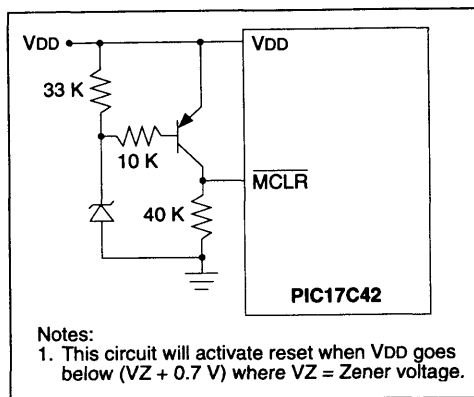 VDD
VDD
33 K
10 K
MCLR
40 K
PIC17C42
Notes:
1. This circuit will activate reset when VDD goes
below (VZ + 0.7 V) where VZ = Zener voltage.